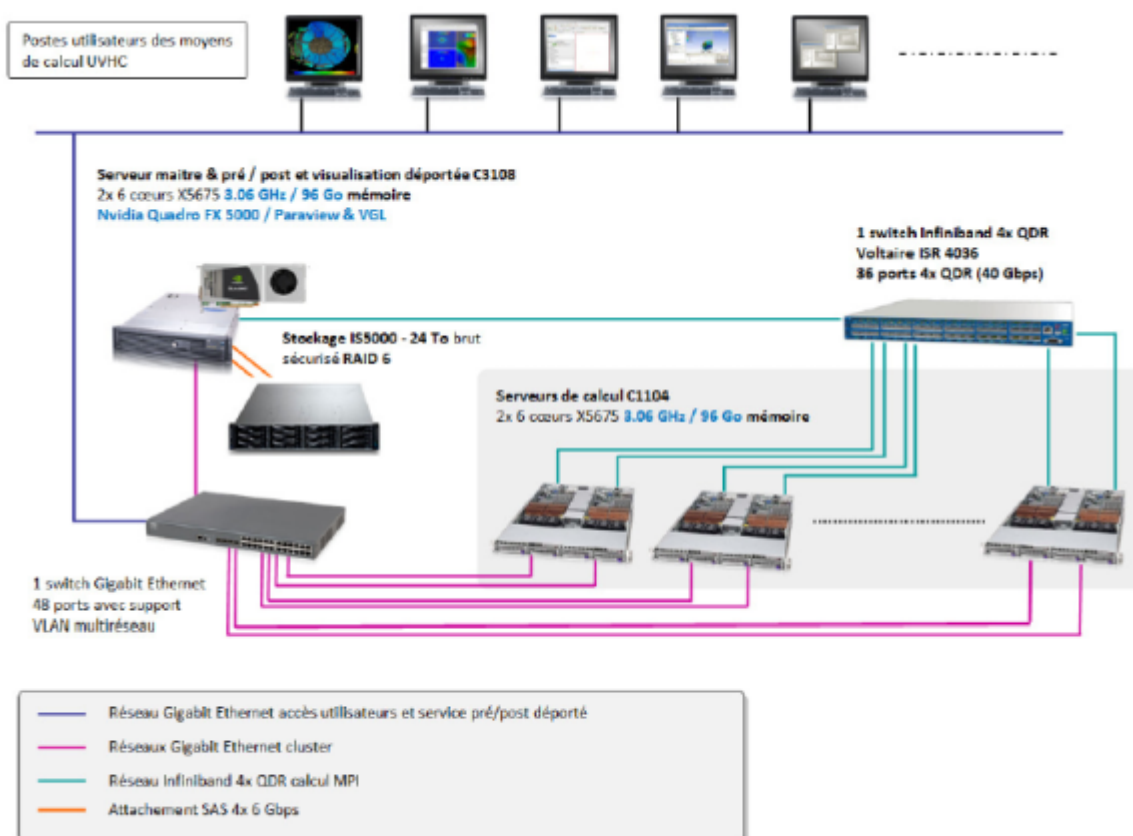 Postes utilisateurs des moyens
de calcul UVHC
Serveur maitre & pré / post et visualisation déportée C3108
2x 6 cœurs X5675 3.06 GHz / 96 Go mémoire
Nvidia Quadro FX 5000 / Paraview & VGL
1 switch Infiniband 4x QDR
Voltaire ISR 4036
36 ports 4x QDR (40 Gbps)
Stockage IS5000 - 24 To brut
sécurisé RAID 6
Serveurs de calcul C1104
2x 6 cœurs X5675 3.06 GHz / 96 Go mémoire
1 switch Gigabit Ethernet
48 ports avec support
VLAN multiréseau
Réseau Gigabit Ethernet accès utilisateurs et service pré/post déporté
Réseaux Gigabit Ethernet cluster
Réseau Infiniband 4x QDR calcul MPI
Attachement SAS 4x 6 Gbps